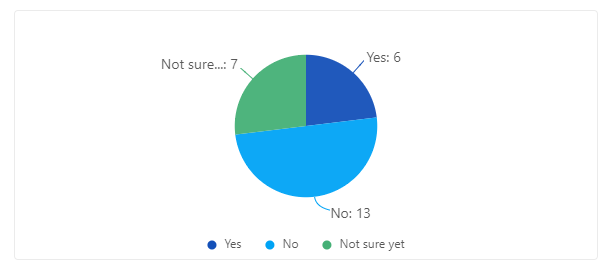 Yes: 6
Not sure...: 7
No: 13
Yes No Not sure yet